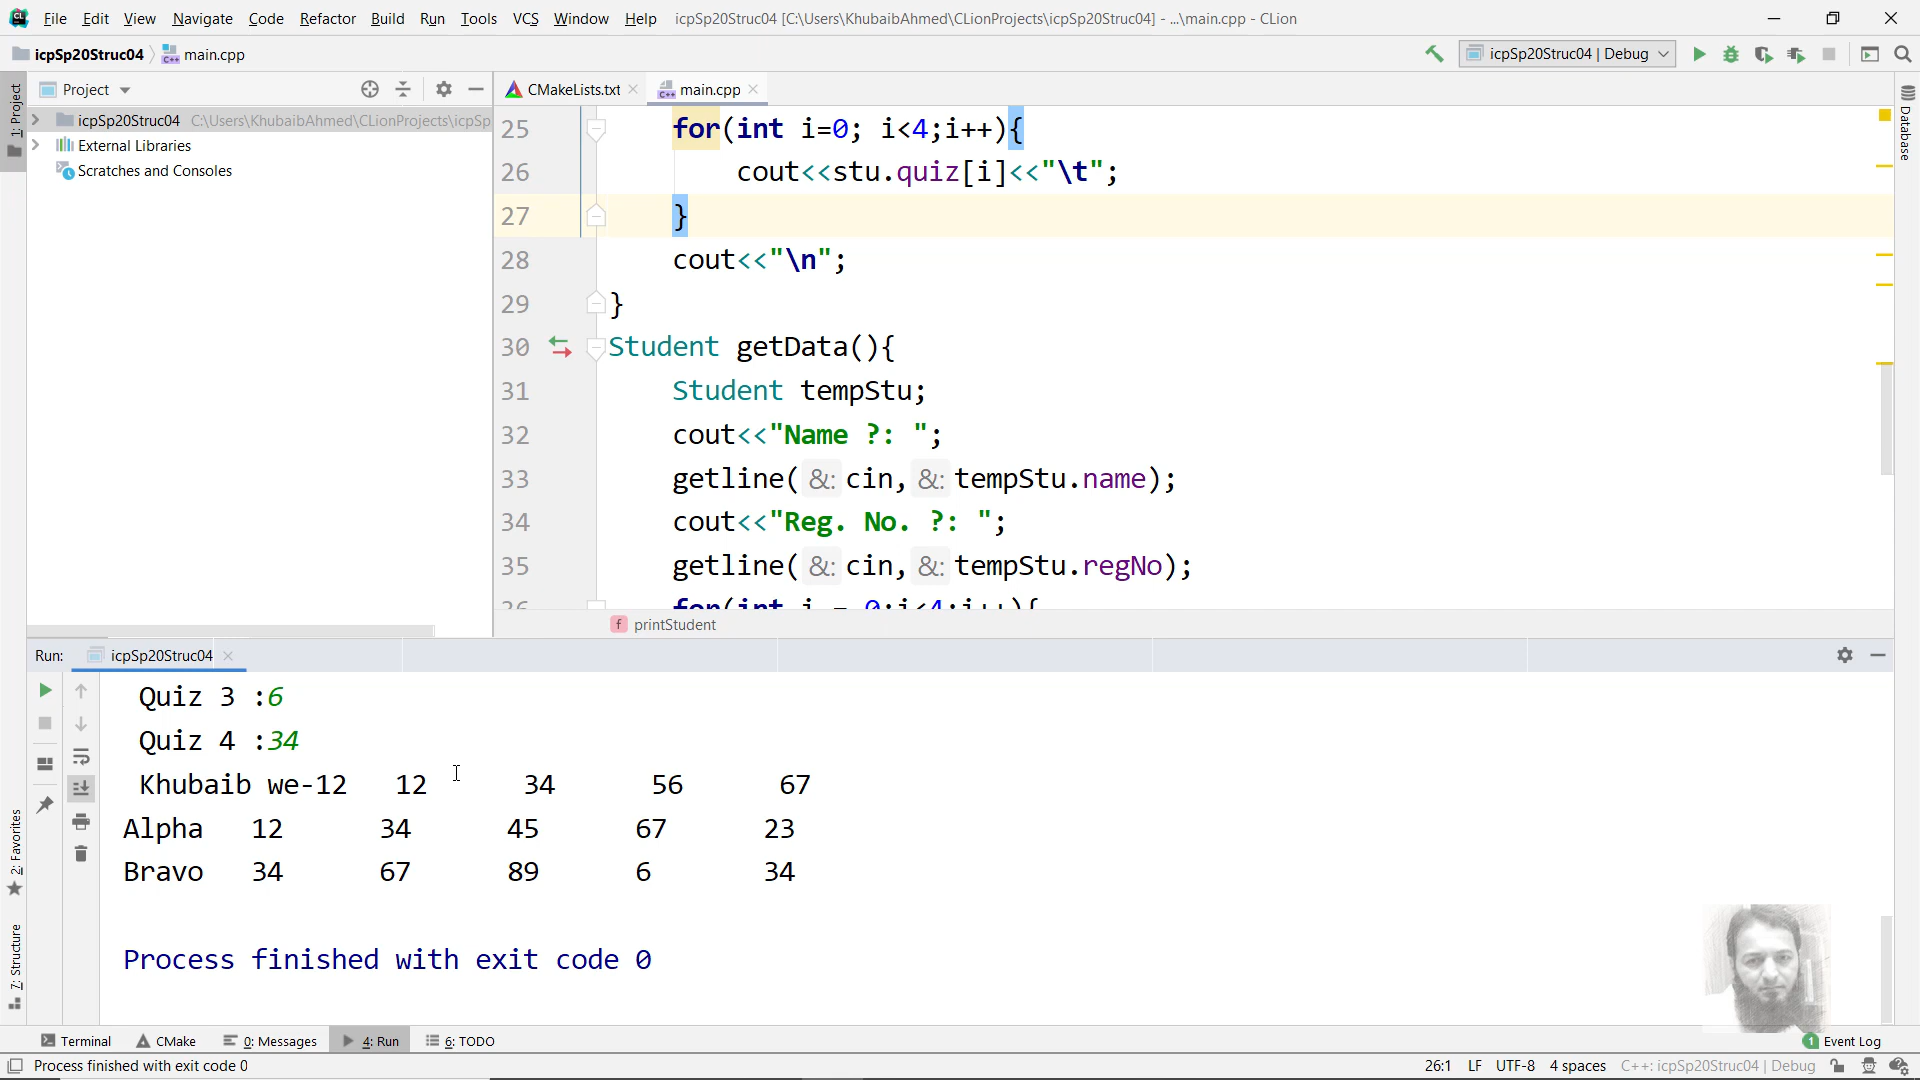 File Edit View Navigate Code Refactor Build Run Tools VCS Window Help icpSp20Struc04 [C:\Users\KhubaibAhmed\CLionProjects\icpSp20Struc04] - ...\main.cpp - CLion
icpSp20Struc04 main.cpp icpSp20Struc04 | Debug
Project CMakeLists.txt main.cpp
1: Project
icpSp20Struc04 C:\Users\KhubaibAhmed\CLionProjects\icpSp
External Libraries
Scratches and Consoles
Database
25 for(int i=0; i<4;i++){
26 cout<<stu.quiz[i]<<"\t";
27 }
28 cout<<"\n";
29 }
30 Student getData(){
31 Student tempStu;
32 cout<<"Name ?: ";
33 getline( &: cin, &: tempStu.name);
34 cout<<"Reg. No. ?: ";
35 getline( &: cin, &: tempStu.regNo);
36 for(int i = 0;i<4;i++){
f printStudent
Run: icpSp20Struc04
Quiz 3 :6
Quiz 4 :34
Khubaib we-12 12 34 56 67
Alpha 12 34 45 67 23
Bravo 34 67 89 6 34
Process finished with exit code 0
2: Favorites
7: Structure
Terminal CMake 0: Messages 4: Run 6: TODO 1 Event Log
Process finished with exit code 0 26:1 LF UTF-8 4 spaces C++: icpSp20Struc04 | Debug